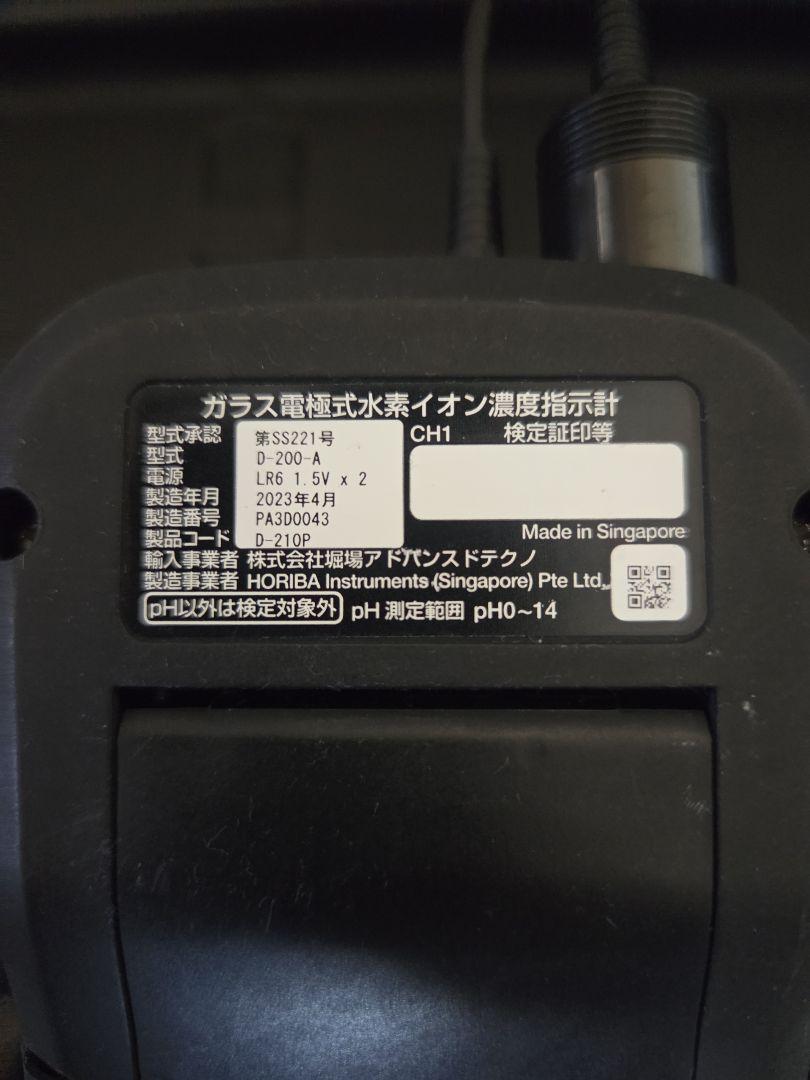 ガラス電極式水素イオン濃度指示計
型式承認 第SS221号
型式 D-200-A
電源 LR6 1.5V x 2
製造年月 2023年4月
製造番号 PA3D0043
製品コード D-210P
CH1 検定証印等
Made in Singapore
輸入事業者 株式会社堀場アドバンスドテクノ
製造事業者 HORIBA Instruments (Singapore) Pte Ltd.
pH以外は検定対象外 pH 測定範囲 pH0~14